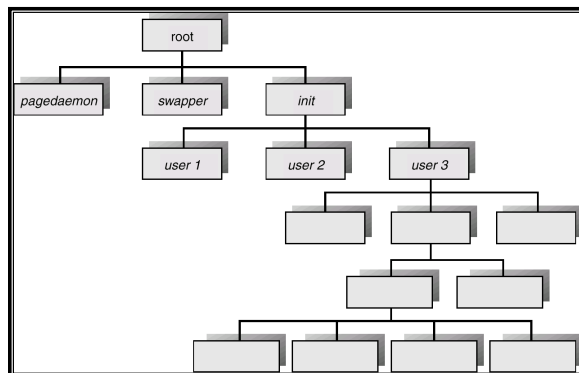 root
pagedaemon
swapper
init
user 1
user 2
user 3